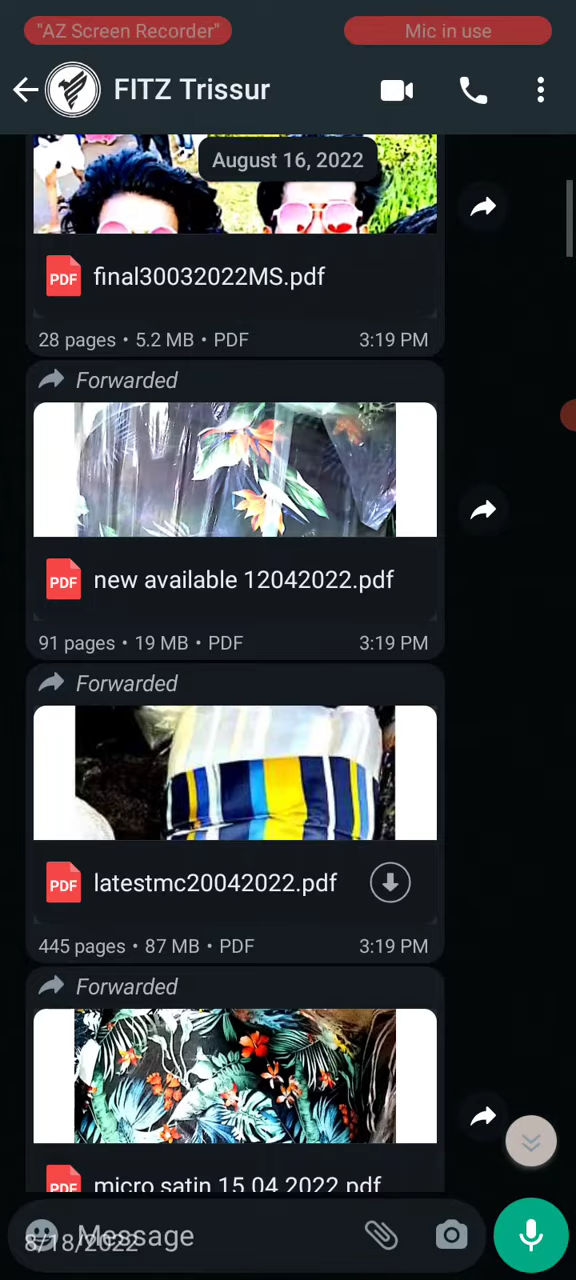 "AZ Screen Recorder"
Mic in use
FITZ Trissur
August 16, 2022
PDF
final30032022MS.pdf
28 pages • 5.2 MB • PDF
3:19 PM
Forwarded
PDF
new available 12042022.pdf
91 pages • 19 MB • PDF
3:19 PM
Forwarded
PDF
latestmc20042022.pdf
445 pages • 87 MB • PDF
3:19 PM
Forwarded
PDF
micro satin 15 04 2022 pdf
Message
8/18/2022